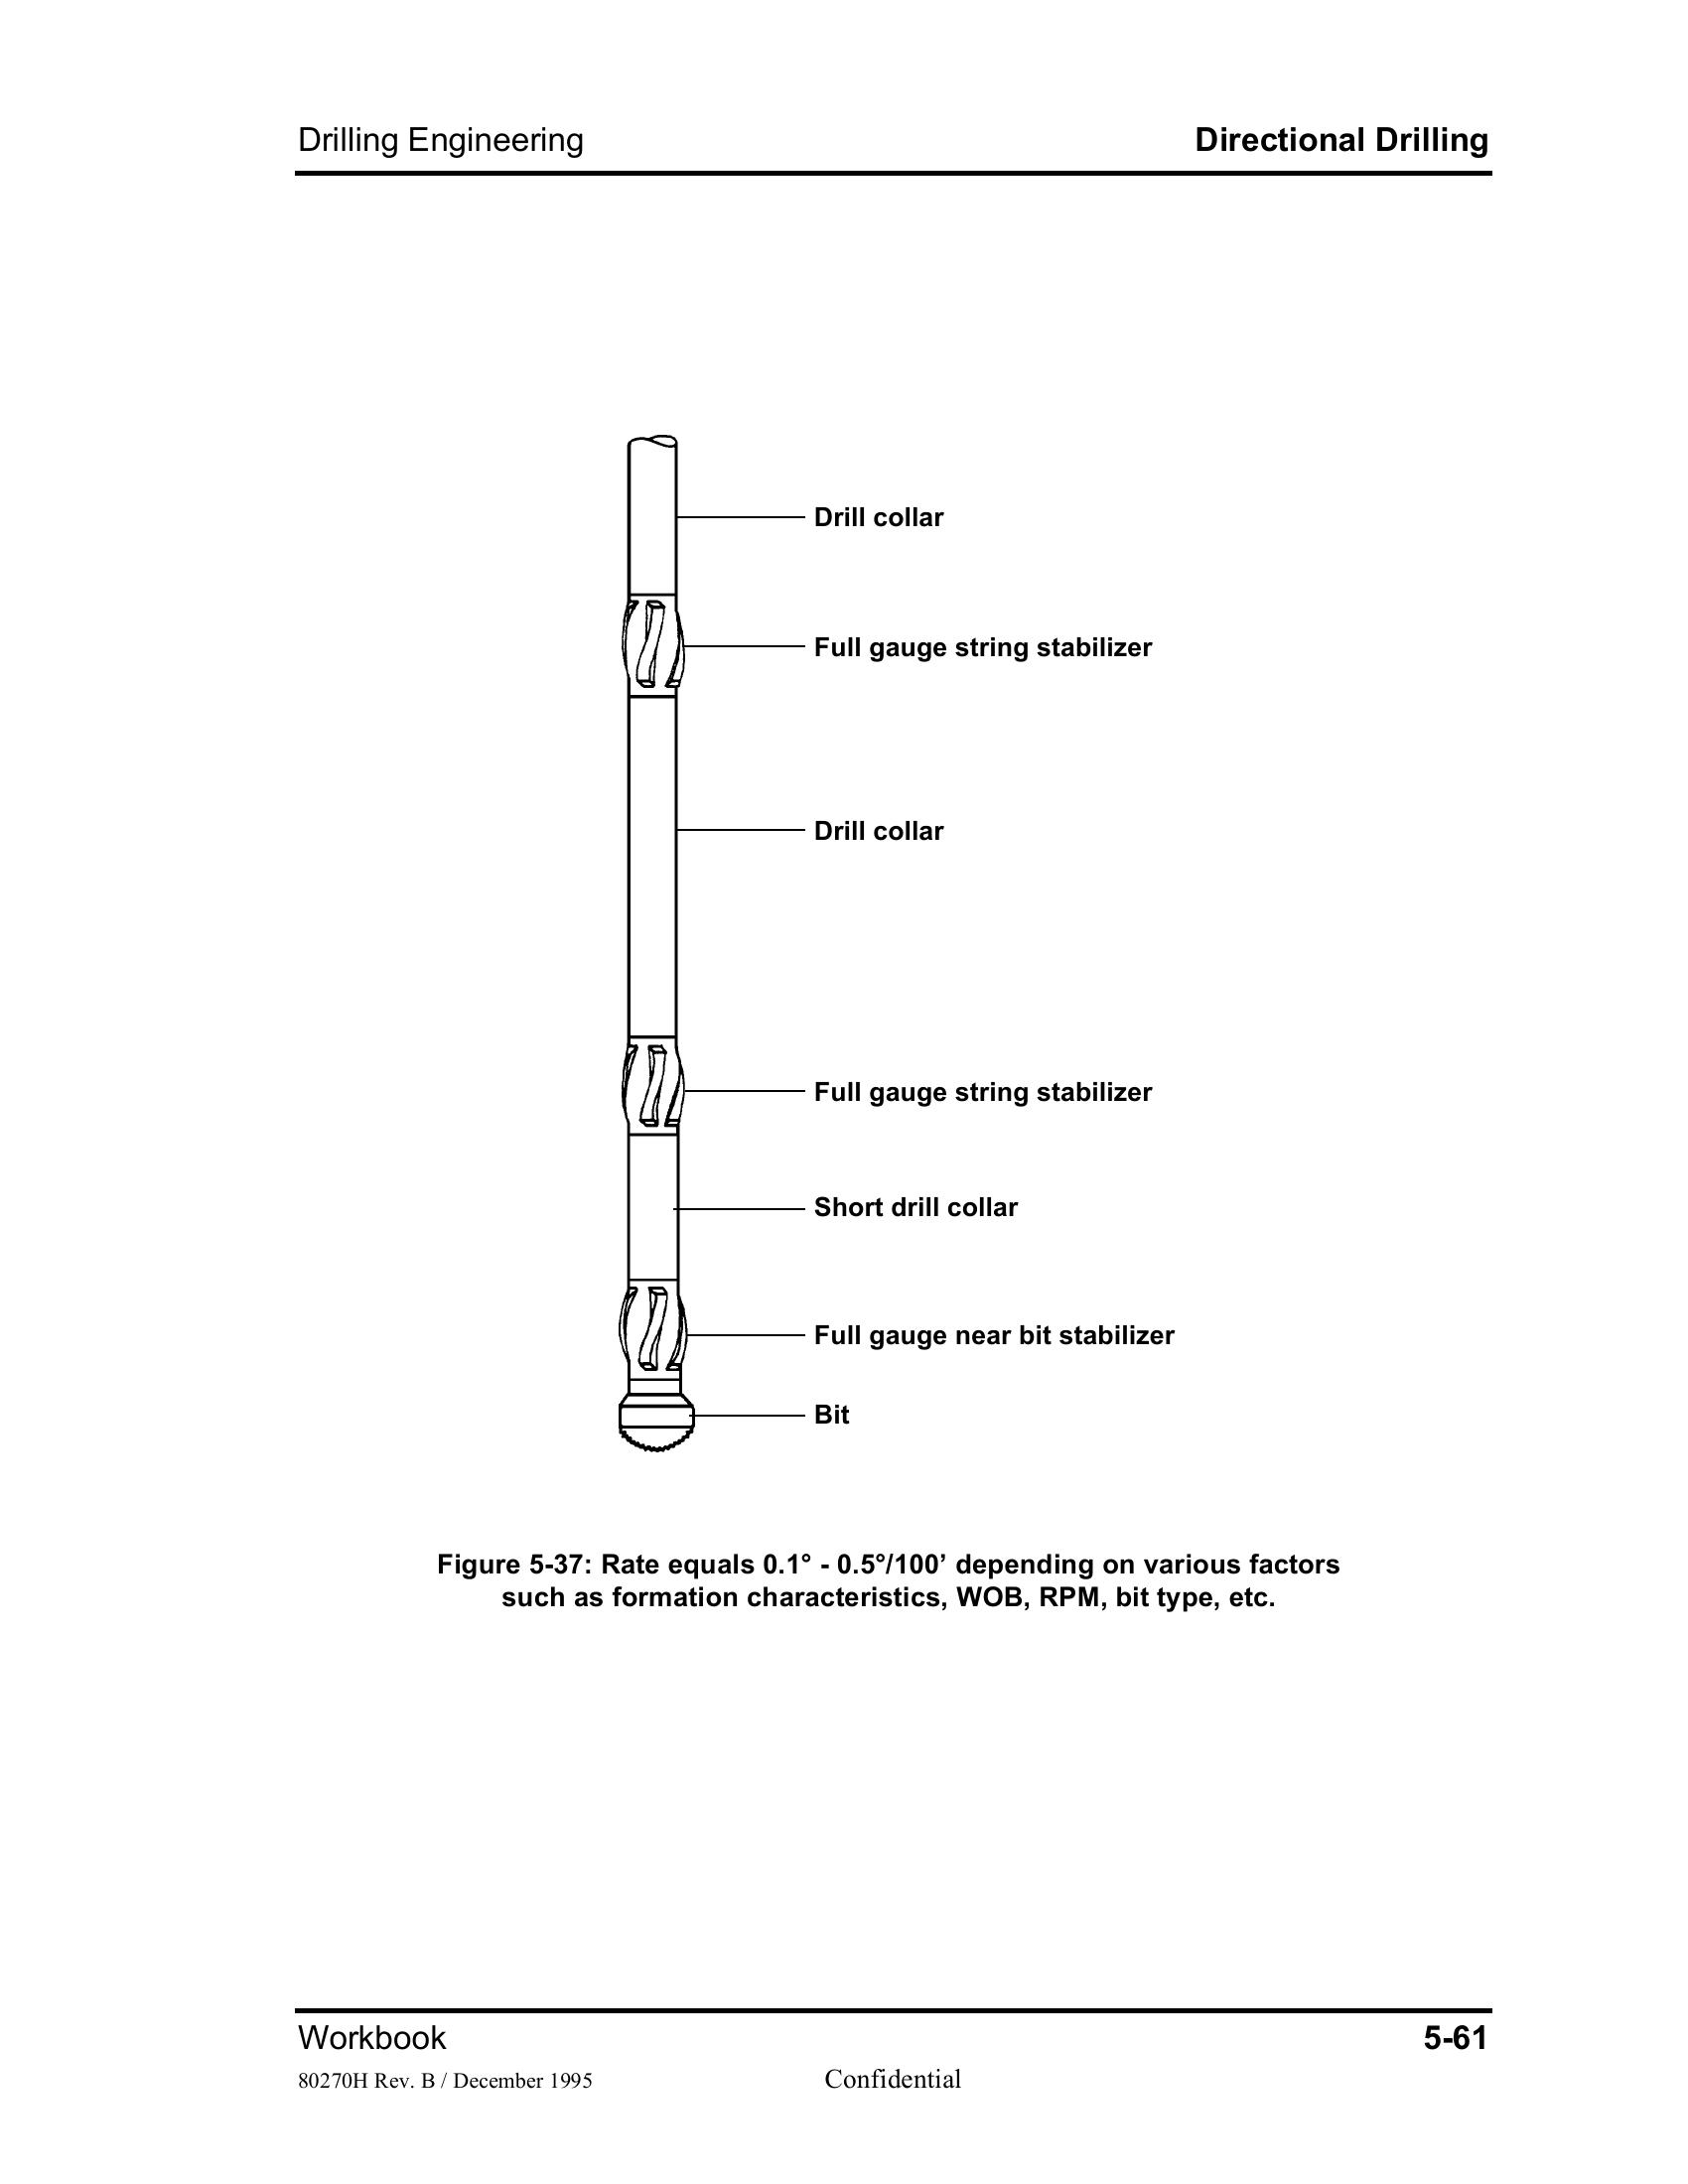 Drilling Engineering
Directional Drilling
Drill collar
Full gauge string stabilizer
Drill collar
Full gauge string stabilizer
Short drill collar
Full gauge near bit stabilizer
Bit
Figure 5-37: Rate equals 0.1° - 0.5°/100’ depending on various factors
such as formation characteristics, WOB, RPM, bit type, etc.
Workbook
5-61
80270H Rev. B / December 1995
Confidential